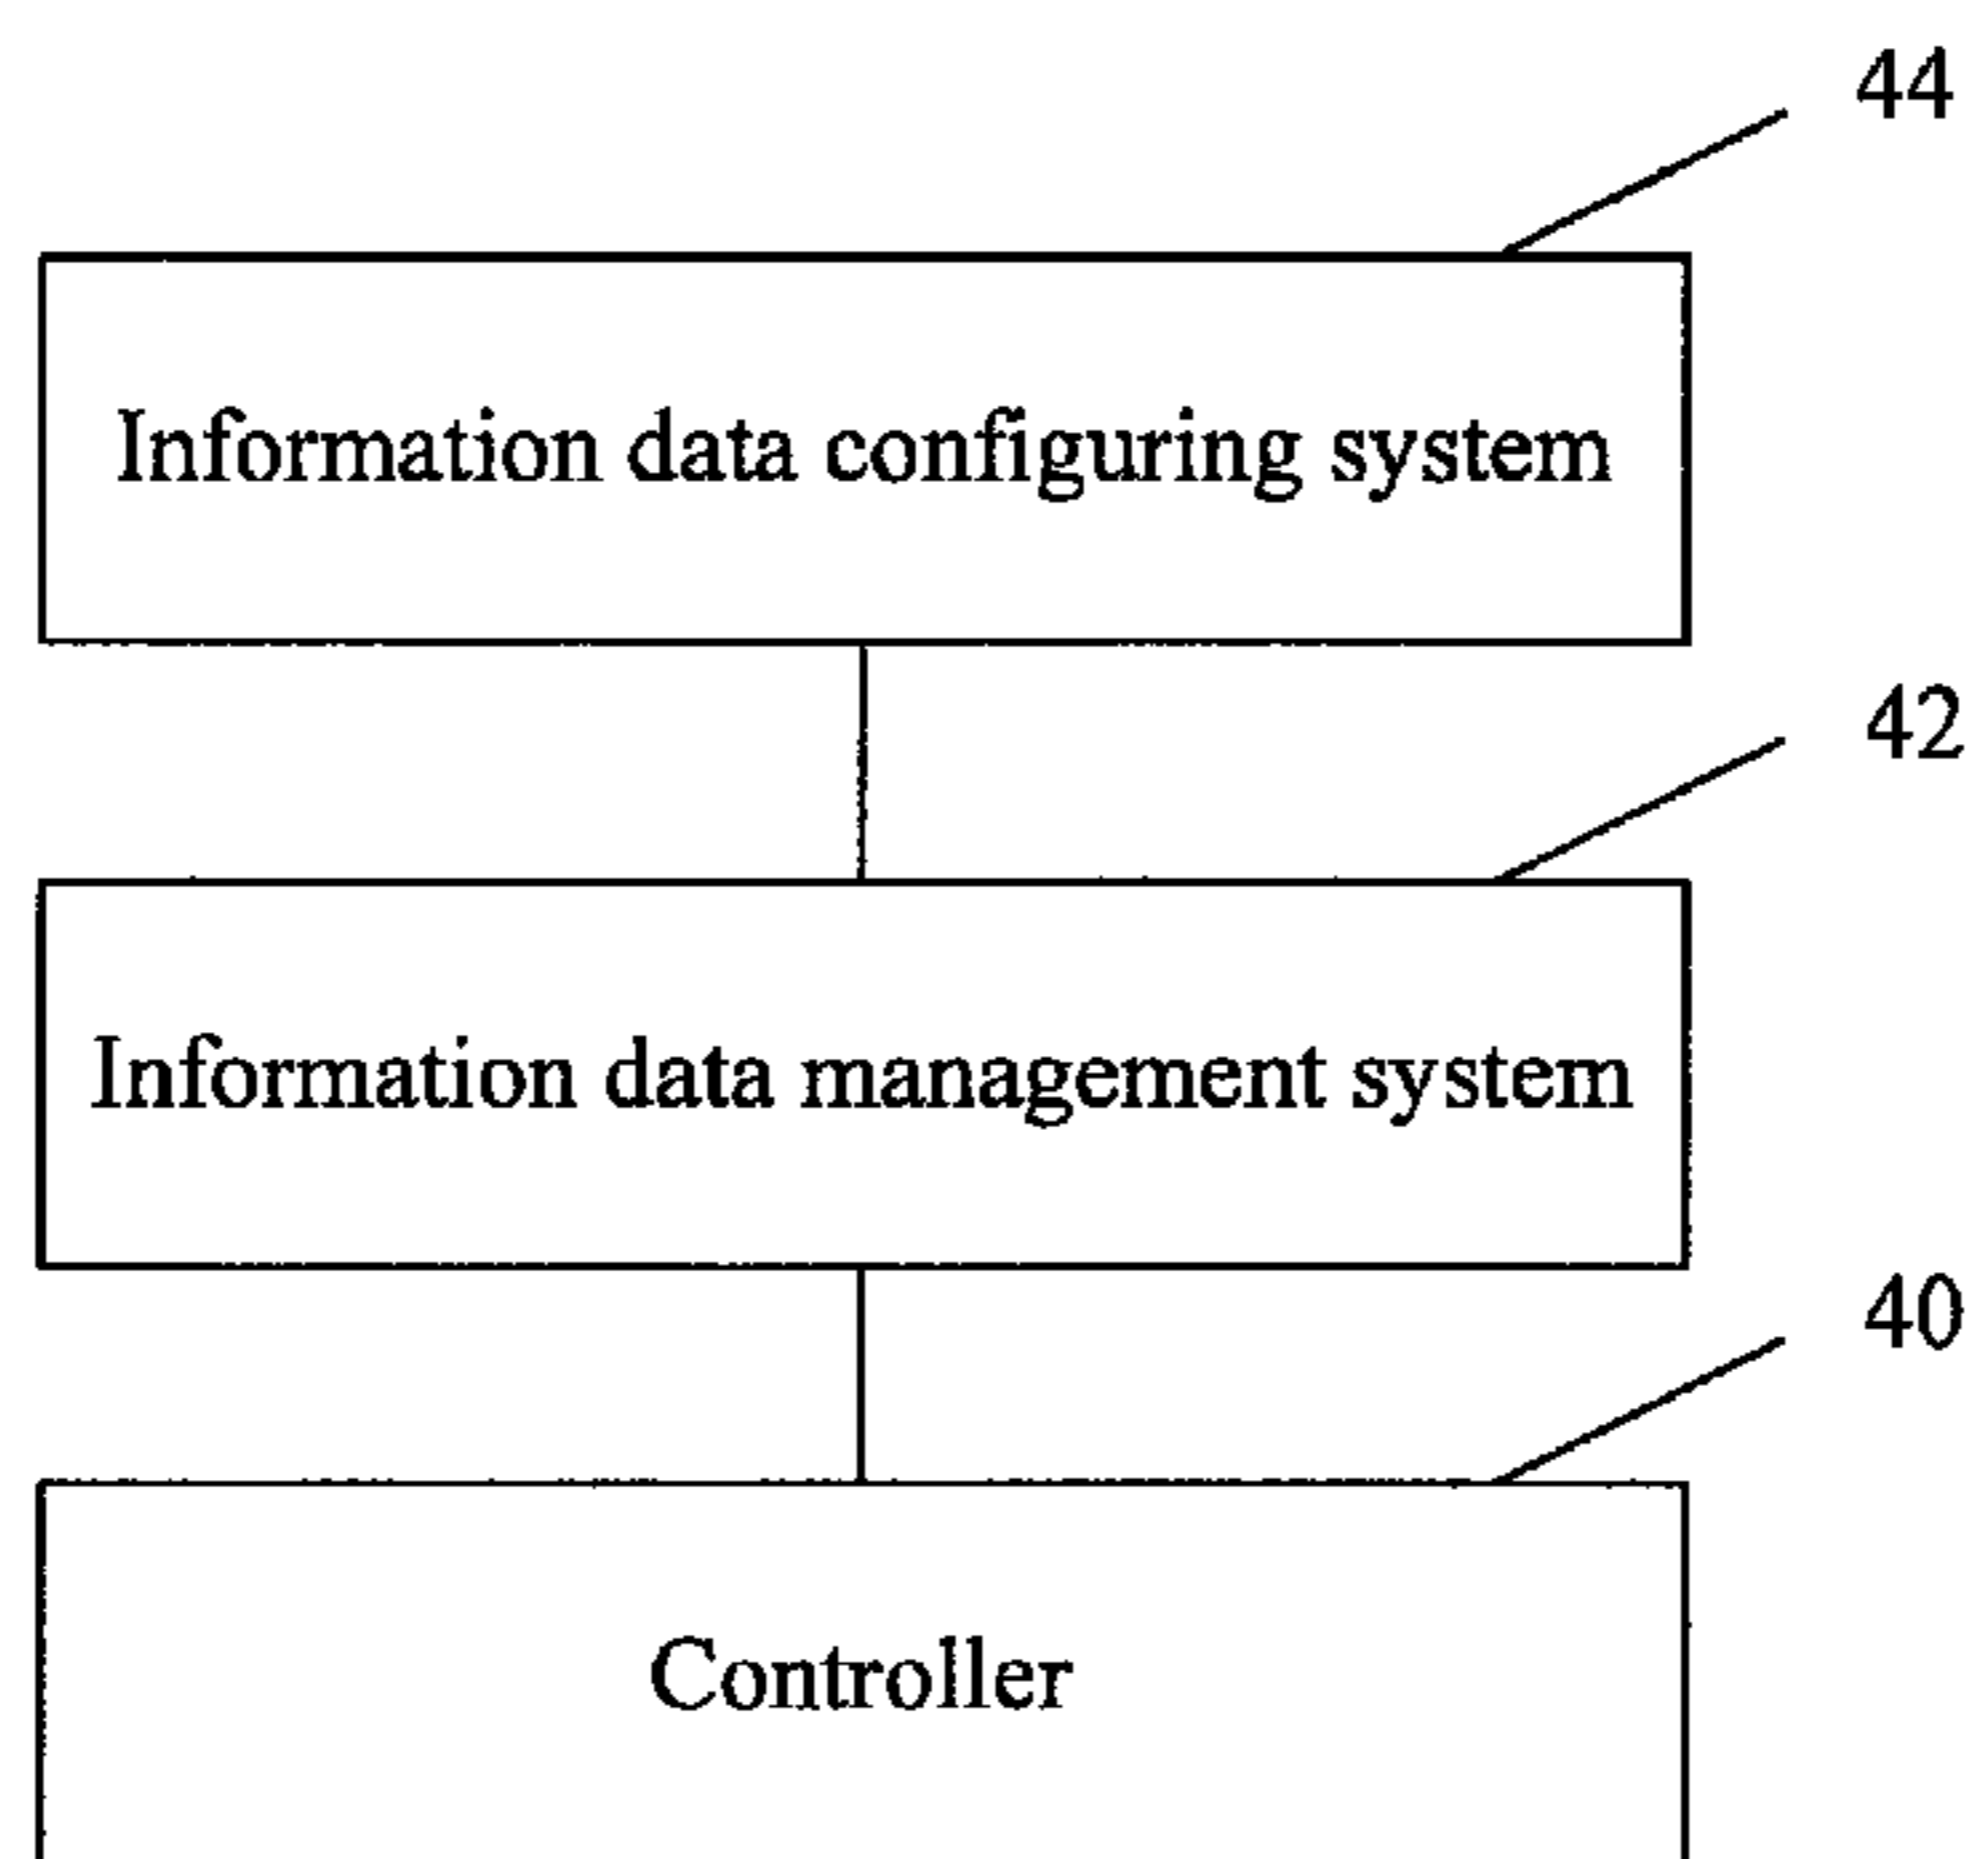 44
Information data configuring system
42
Information data management system
40
Controller